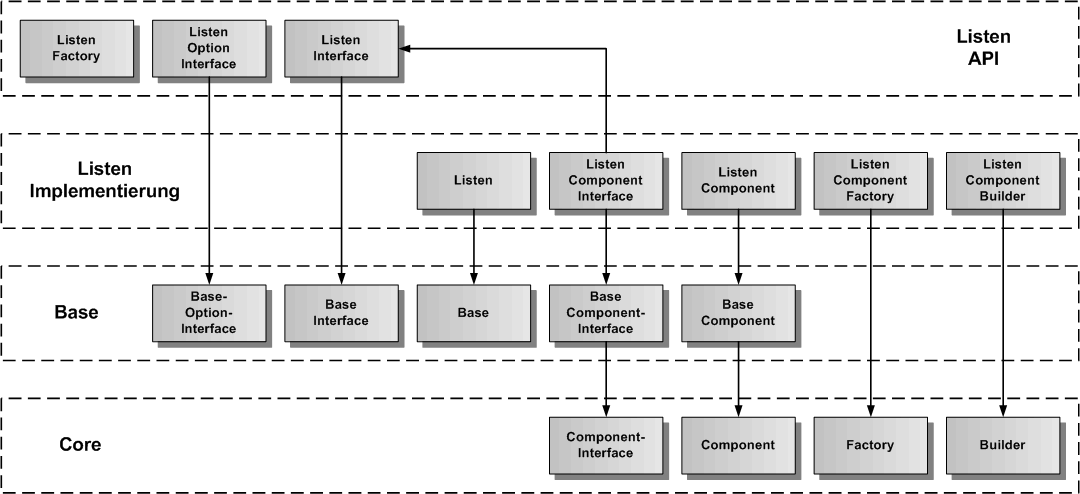 Listen
Factory
Listen
Option
Interface
Listen
Interface
Listen
API
Listen
Implementierung
Listen
Listen
Component
Interface
Listen
Component
Listen
Component
Factory
Listen
Component
Builder
Base
Base-
Option-
Interface
Base
Interface
Base
Base
Component-
Interface
Base
Component
Core
Component-
Interface
Component
Factory
Builder